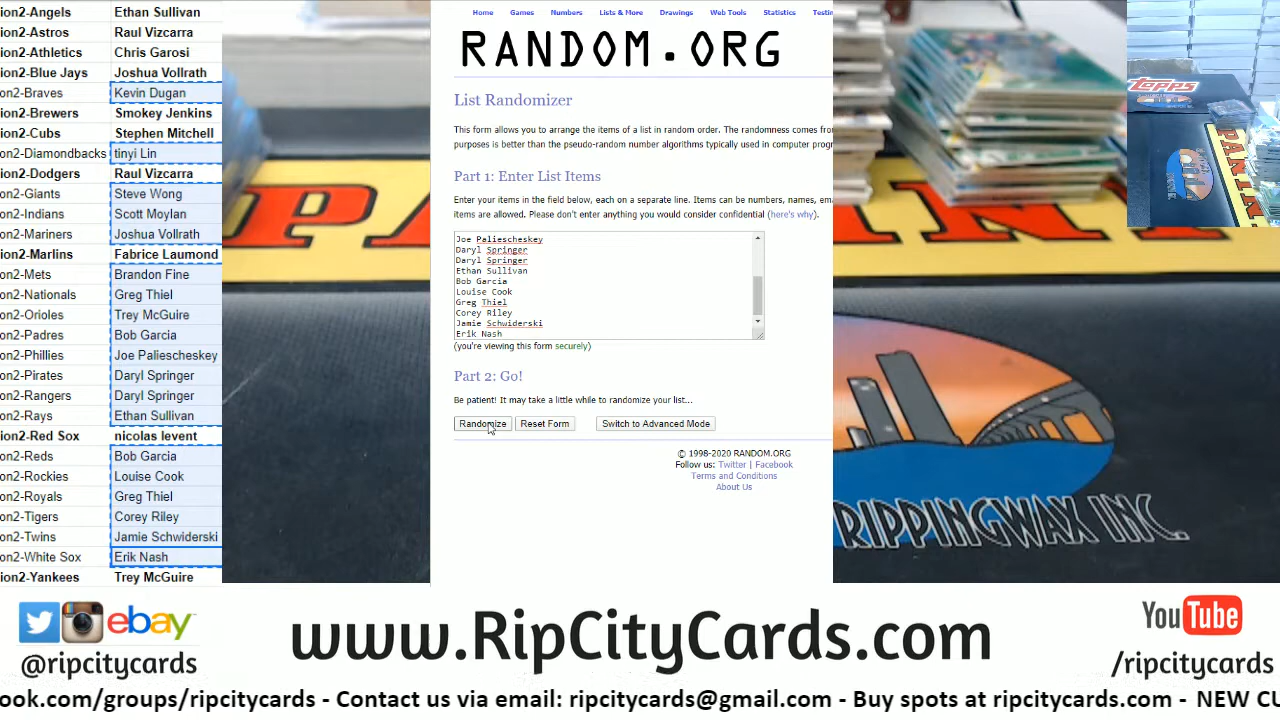 ion2-Angels Ethan Sullivan
ion2-Astros Raul Vizcarra
ion2-Athletics Chris Garosi
on2-Blue Jays Joshua Vollrath
on2-Braves Kevin Dugan
ion2-Brewers Smokey Jenkins
on2-Cubs Stephen Mitchell
on2-Diamondbacks tinyi Lin
on2-Dodgers Raul Vizcarra
on2-Giants Steve Wong
on2-Indians Scott Moylan
on2-Mariners Joshua Vollrath
ion2-Marlins Fabrice Laumond
on2-Mets Brandon Fine
on2-Nationals Greg Thiel
on2-Orioles Trey McGuire
on2-Padres Bob Garcia
on2-Phillies Joe Paliescheskey
on2-Pirates Daryl Springer
on2-Rangers Daryl Springer
on2-Rays Ethan Sullivan
ion2-Red Sox nicolas levent
on2-Reds Bob Garcia
on2-Rockies Louise Cook
on2-Royals Greg Thiel
on2-Tigers Corey Riley
on2-Twins Jamie Schwiderski
on2-White Sox Erik Nash
ion2-Yankees Trey McGuire
Home Games Numbers Lists & More Drawings Web Tools Statistics Testin
RANDOM.ORG
List Randomizer
This form allows you to arrange the items of a list in random order. The randomness comes fro
purposes is better than the pseudo-random number algorithms typically used in computer progr
Part 1: Enter List Items
Enter your items in the field below, each on a separate line. Items can be numbers, names, em
items are allowed. Please don't enter anything you would consider confidential (here's why).
Joe Paliescheskey
Daryl Springer
Daryl Springer
Ethan Sullivan
Bob Garcia
Louise Cook
Greg Thiel
Corey Riley
Jamie Schwiderski
Erik Nash
(you're viewing this form securely)
Part 2: Go!
Be patient! It may take a little while to randomize your list...
Randomize Reset Form Switch to Advanced Mode
© 1998-2020 RANDOM.ORG
Follow us: Twitter | Facebook
Terms and Conditions
About Us
RIPPINGWAX INC.
TOPPS
PANIN
ebay
@ripcitycards
www.RipCityCards.com
YouTube
/ripcitycards
ook.com/groups/ripcitycards - Contact us via email: ripcitycards@gmail.com - Buy spots at ripcitycards.com - NEW CU